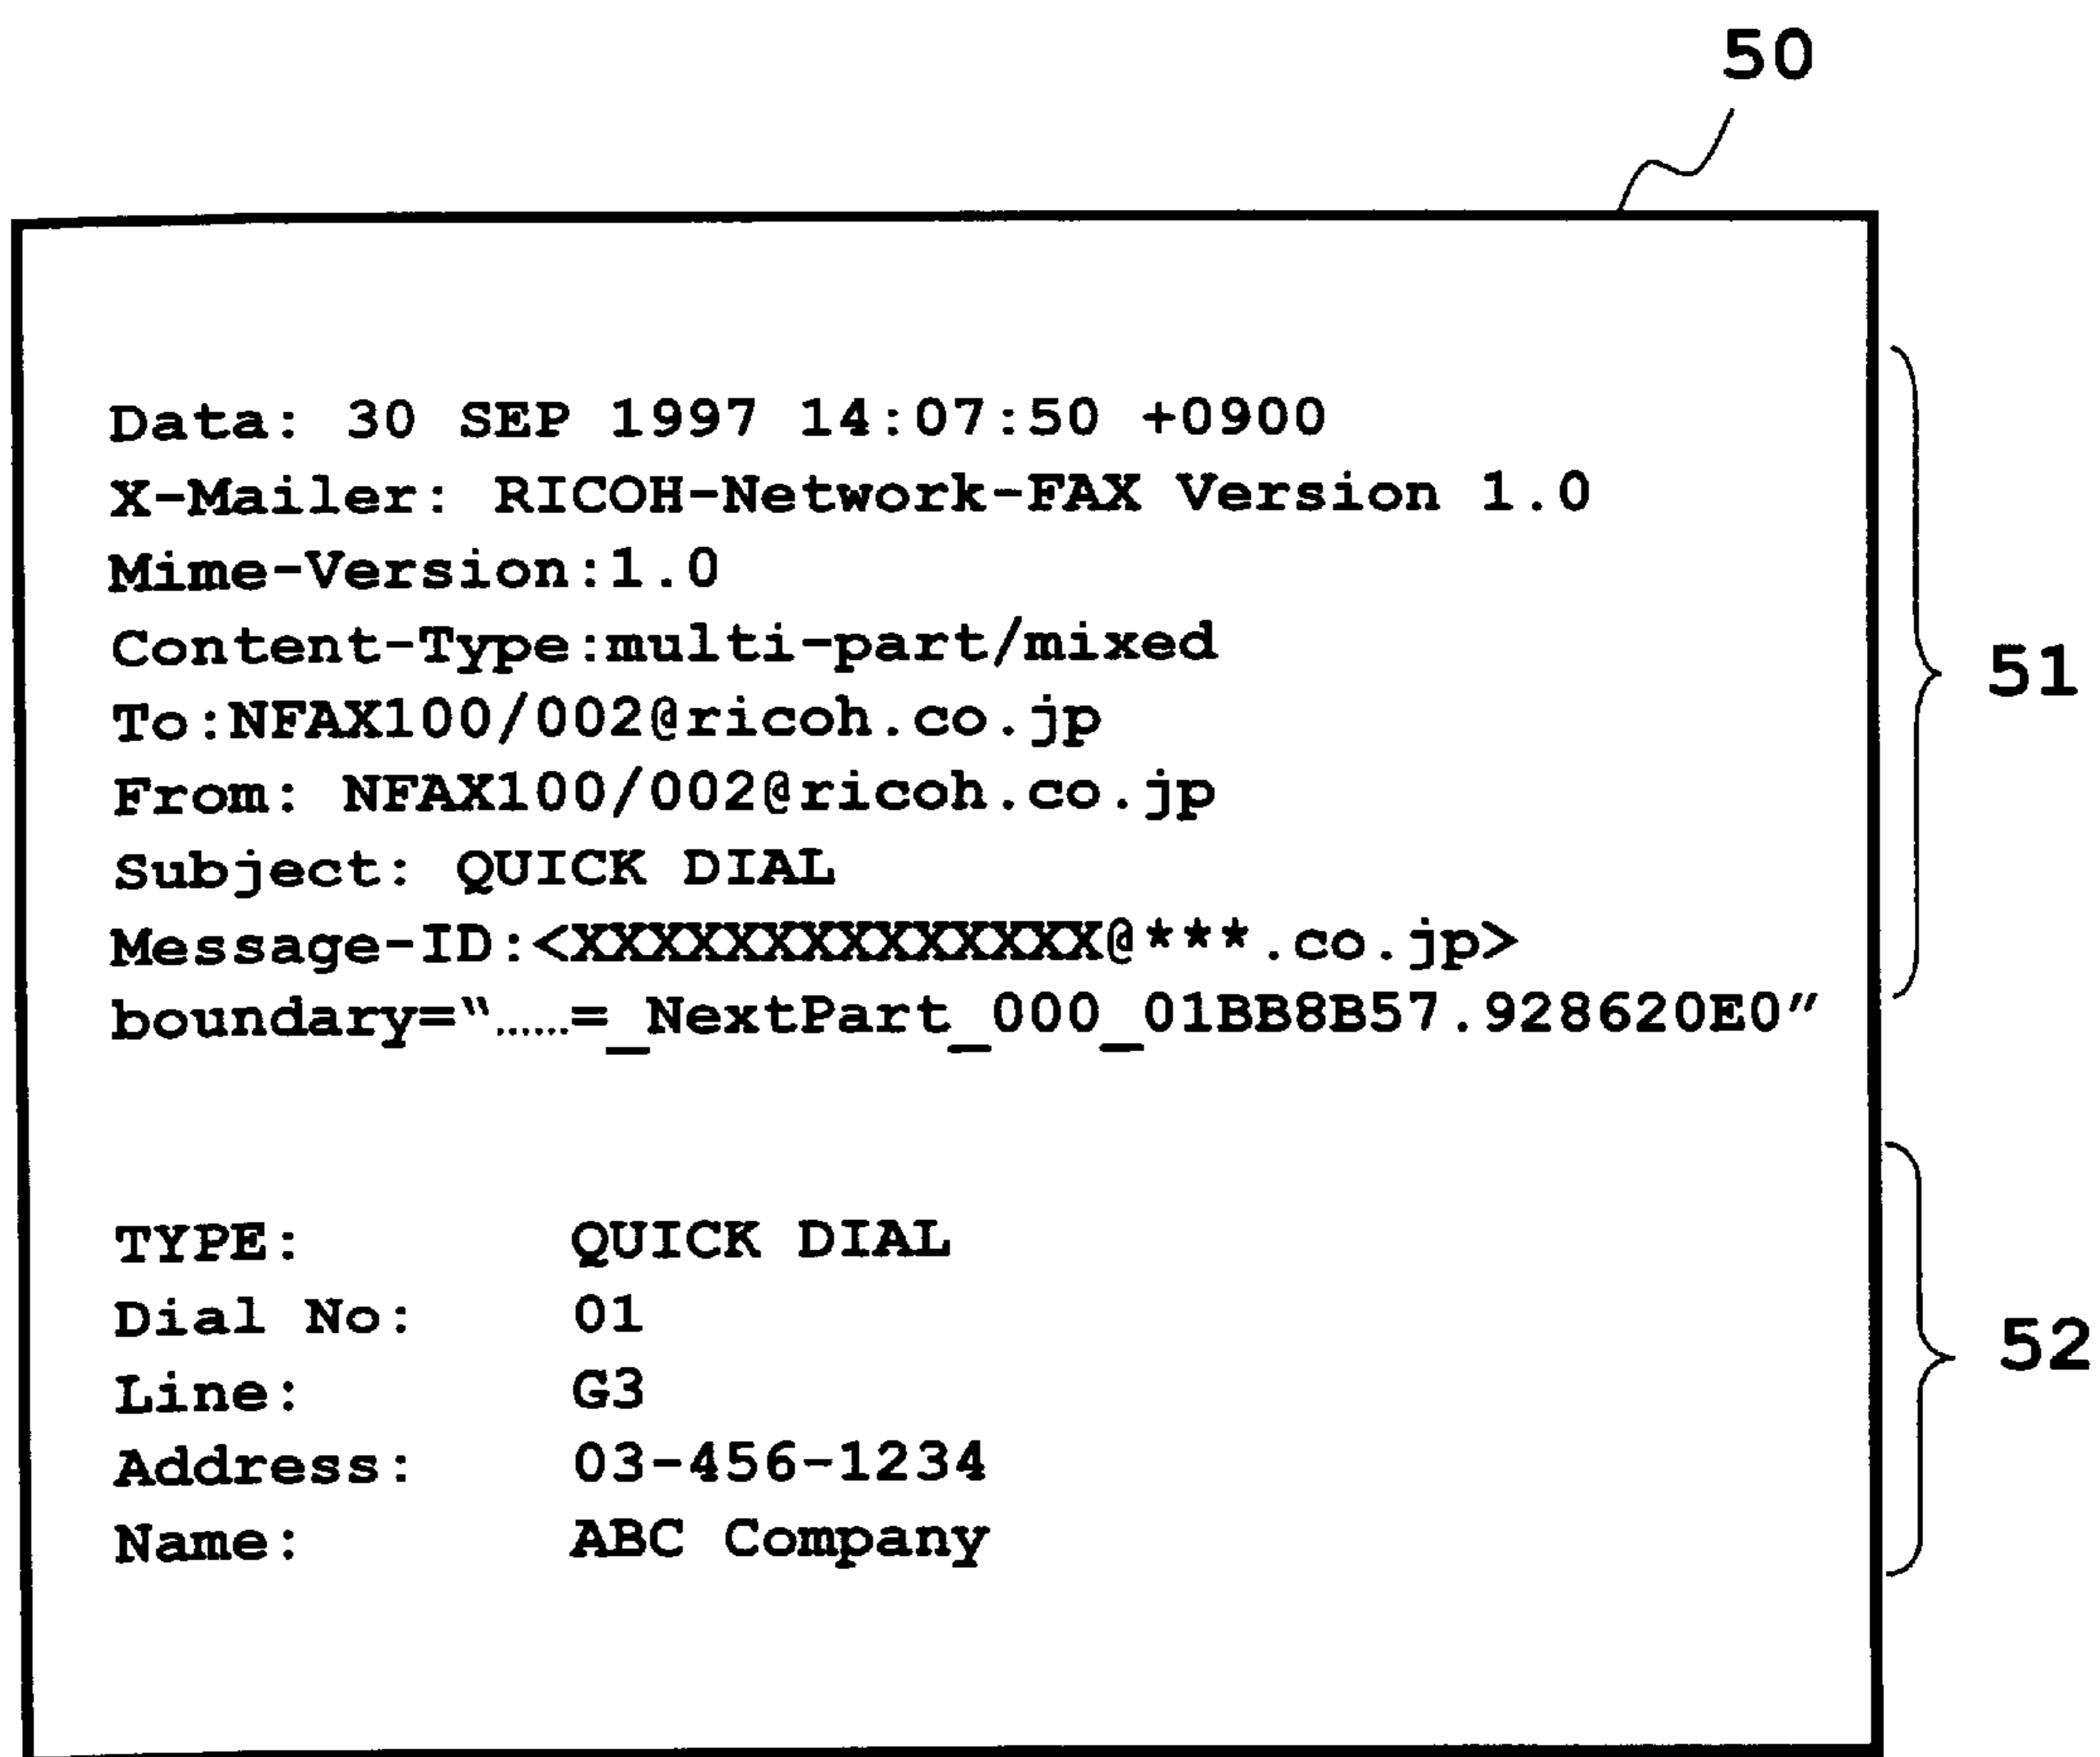 50
Data: 30 SEP 1997 14:07:50 +0900
X-Mailer: RICOH-Network-FAX Version 1.0
Mime-Version:1.0
Content-Type:multi-part/mixed
To:NFAX100/002@ricoh.co.jp
From: NFAX100/002@ricoh.co.jp
Subject: QUICK DIAL
Message-ID:<XXXXXXXXXXXXXXX@***.co.jp>
boundary=“......=_NextPart_000_01BB8B57.928620E0”
51
TYPE: QUICK DIAL
Dial No: 01
Line: G3
Address: 03-456-1234
Name: ABC Company
52